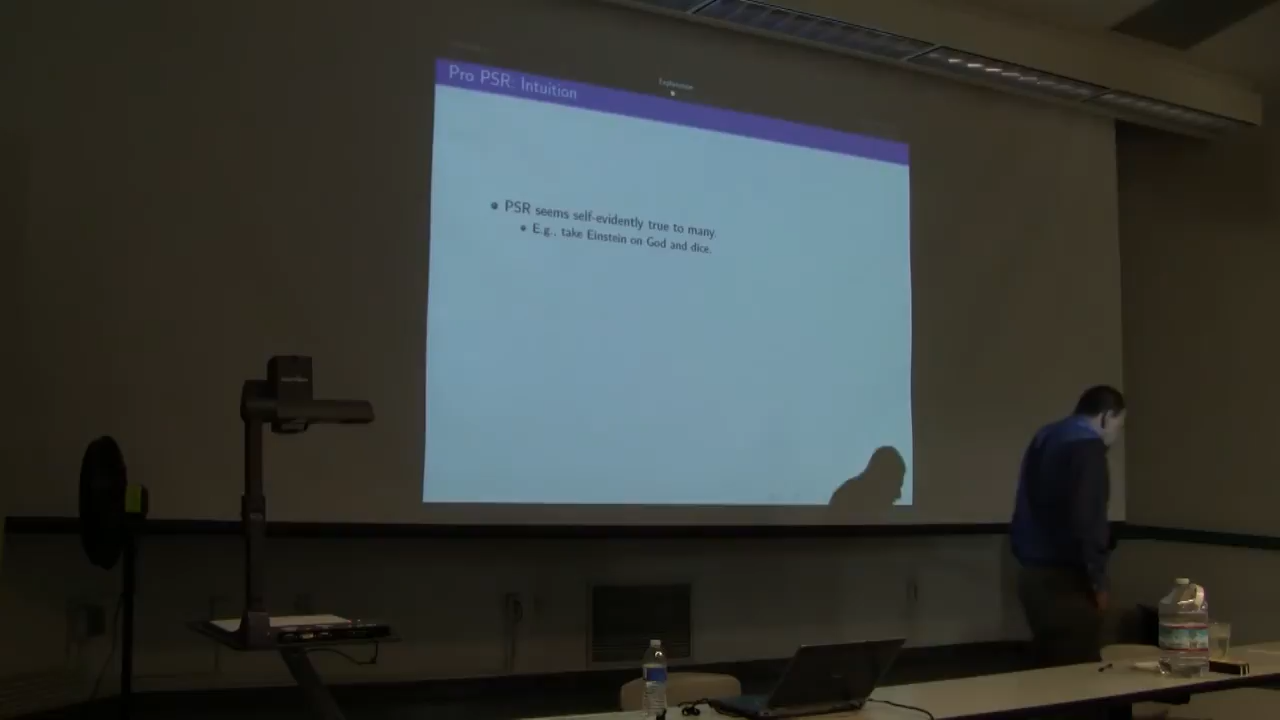 Pro PSR: Intuition
PSR seems self-evidently true to many.
E.g., take Einstein on God and dice.